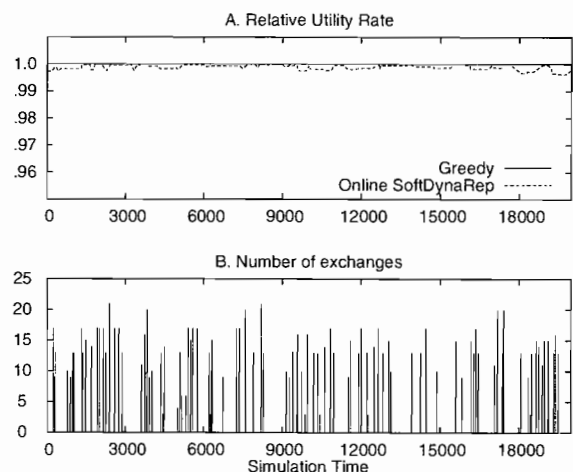 A. Relative Utility Rate
1.0
.99
.98
.97
.96
Greedy
Online SoftDynaRep
0 3000 6000 9000 12000 15000 18000
B. Number of exchanges
25
20
15
10
5
0
0 3000 6000 9000 12000 15000 18000
Simulation Time